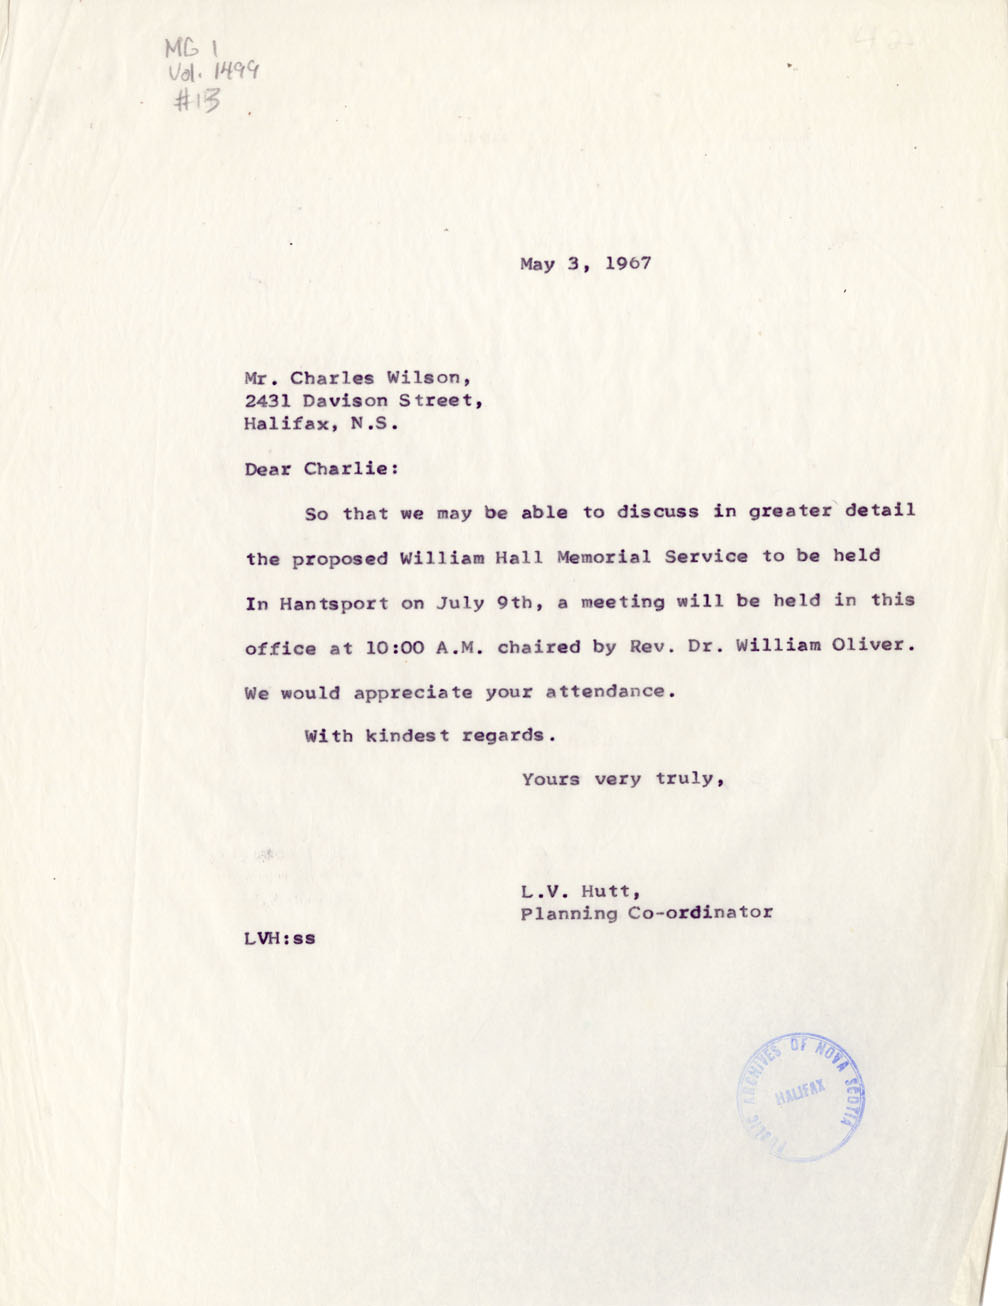 MG 1
Vol. 1499
#13
May 3, 1967
Mr. Charles Wilson,
2431 Davison Street,
Halifax, N.S.
Dear Charlie:
So that we may be able to discuss in greater detail
the proposed William Hall Memorial Service to be held
In Hantsport on July 9th, a meeting will be held in this
office at 10:00 A.M. chaired by Rev. Dr. William Oliver.
We would appreciate your attendance.
With kindest regards.
Yours very truly,
L.V. Hutt,
Planning Co-ordinator
LVH:ss
PUBLIC ARCHIVES OF NOVA SCOTIA
HALIFAX